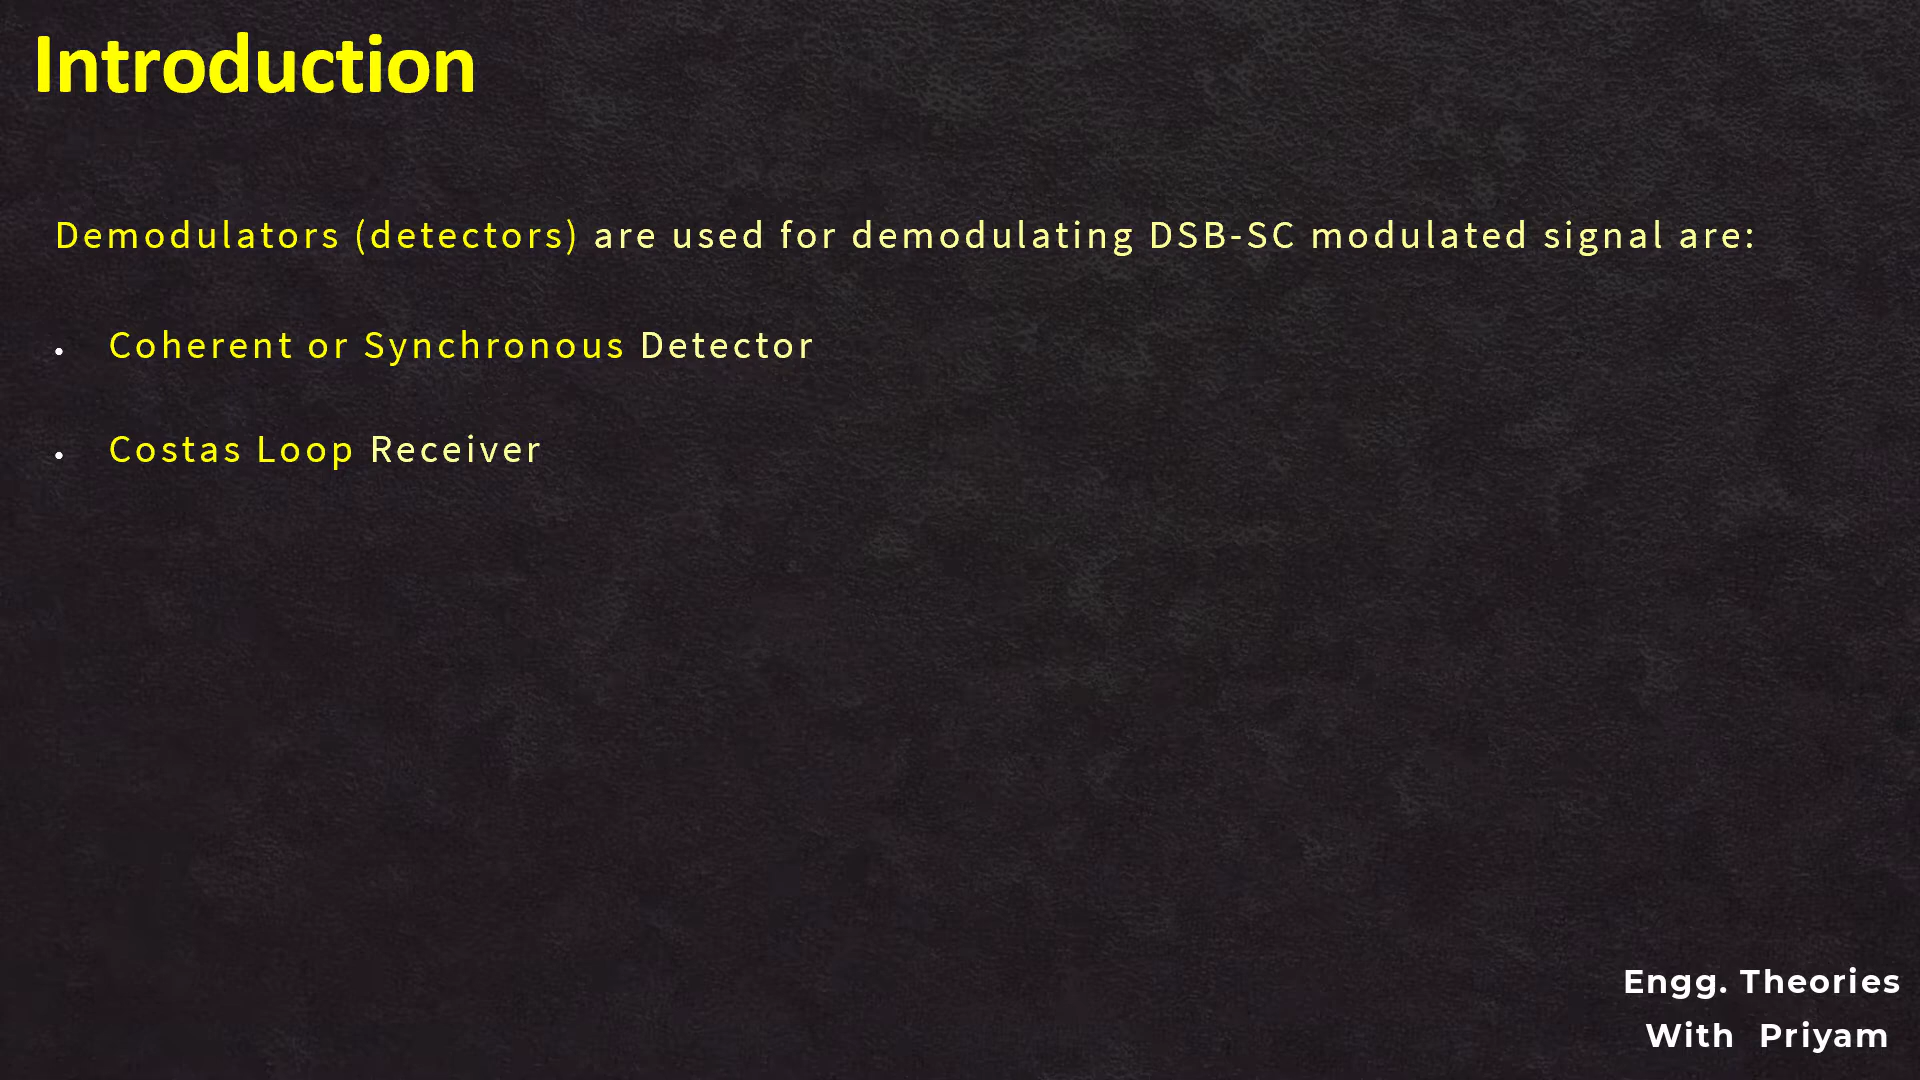 Introduction
Demodulators (detectors) are used for demodulating DSB-SC modulated signal are:
• Coherent or Synchronous Detector
• Costas Loop Receiver
Engg. Theories
With Priyam